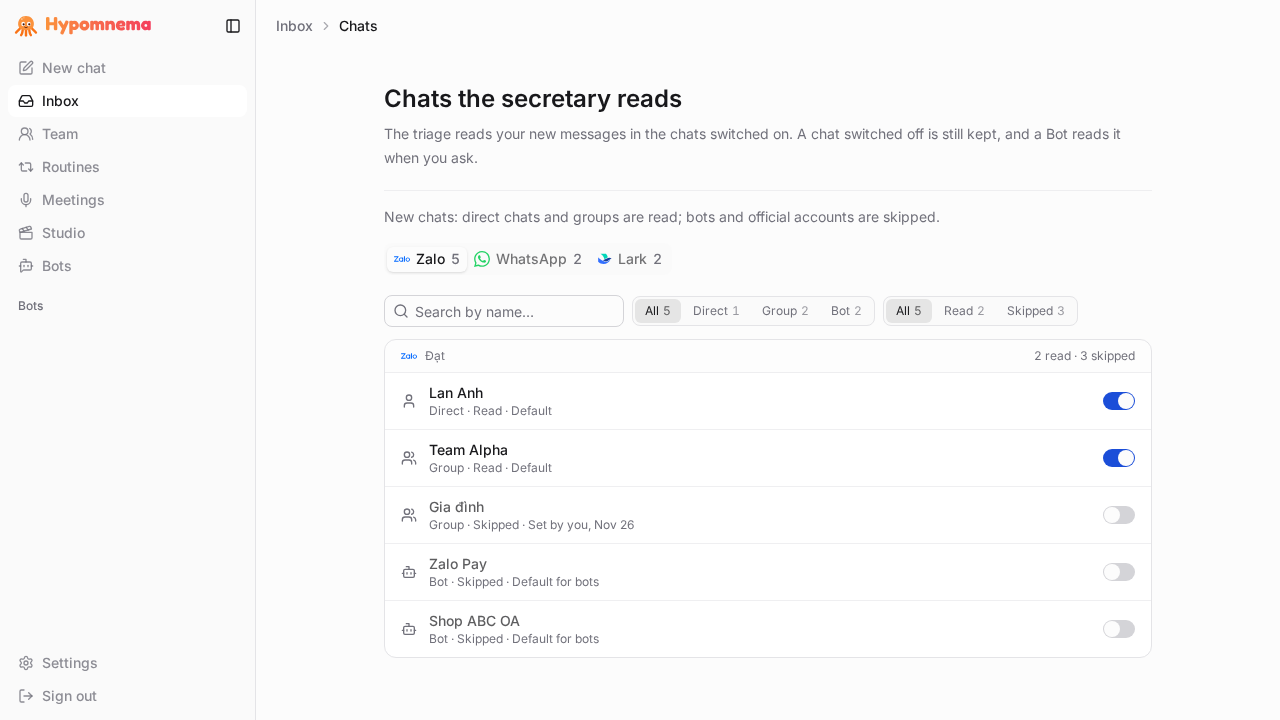 Hypomnema
New chat
Inbox
Team
Routines
Meetings
Studio
Bots
Bots
Settings
Sign out
Inbox > Chats
Chats the secretary reads
The triage reads your new messages in the chats switched on. A chat switched off is still kept, and a Bot reads it
when you ask.
New chats: direct chats and groups are read; bots and official accounts are skipped.
Zalo Zalo 5 WhatsApp 2 Lark 2
Search by name...
All 5 Direct 1 Group 2 Bot 2
All 5 Read 2 Skipped 3
Zalo Đạt 2 read · 3 skipped
Lan Anh
Direct · Read · Default
Team Alpha
Group · Read · Default
Gia đình
Group · Skipped · Set by you, Nov 26
Zalo Pay
Bot · Skipped · Default for bots
Shop ABC OA
Bot · Skipped · Default for bots